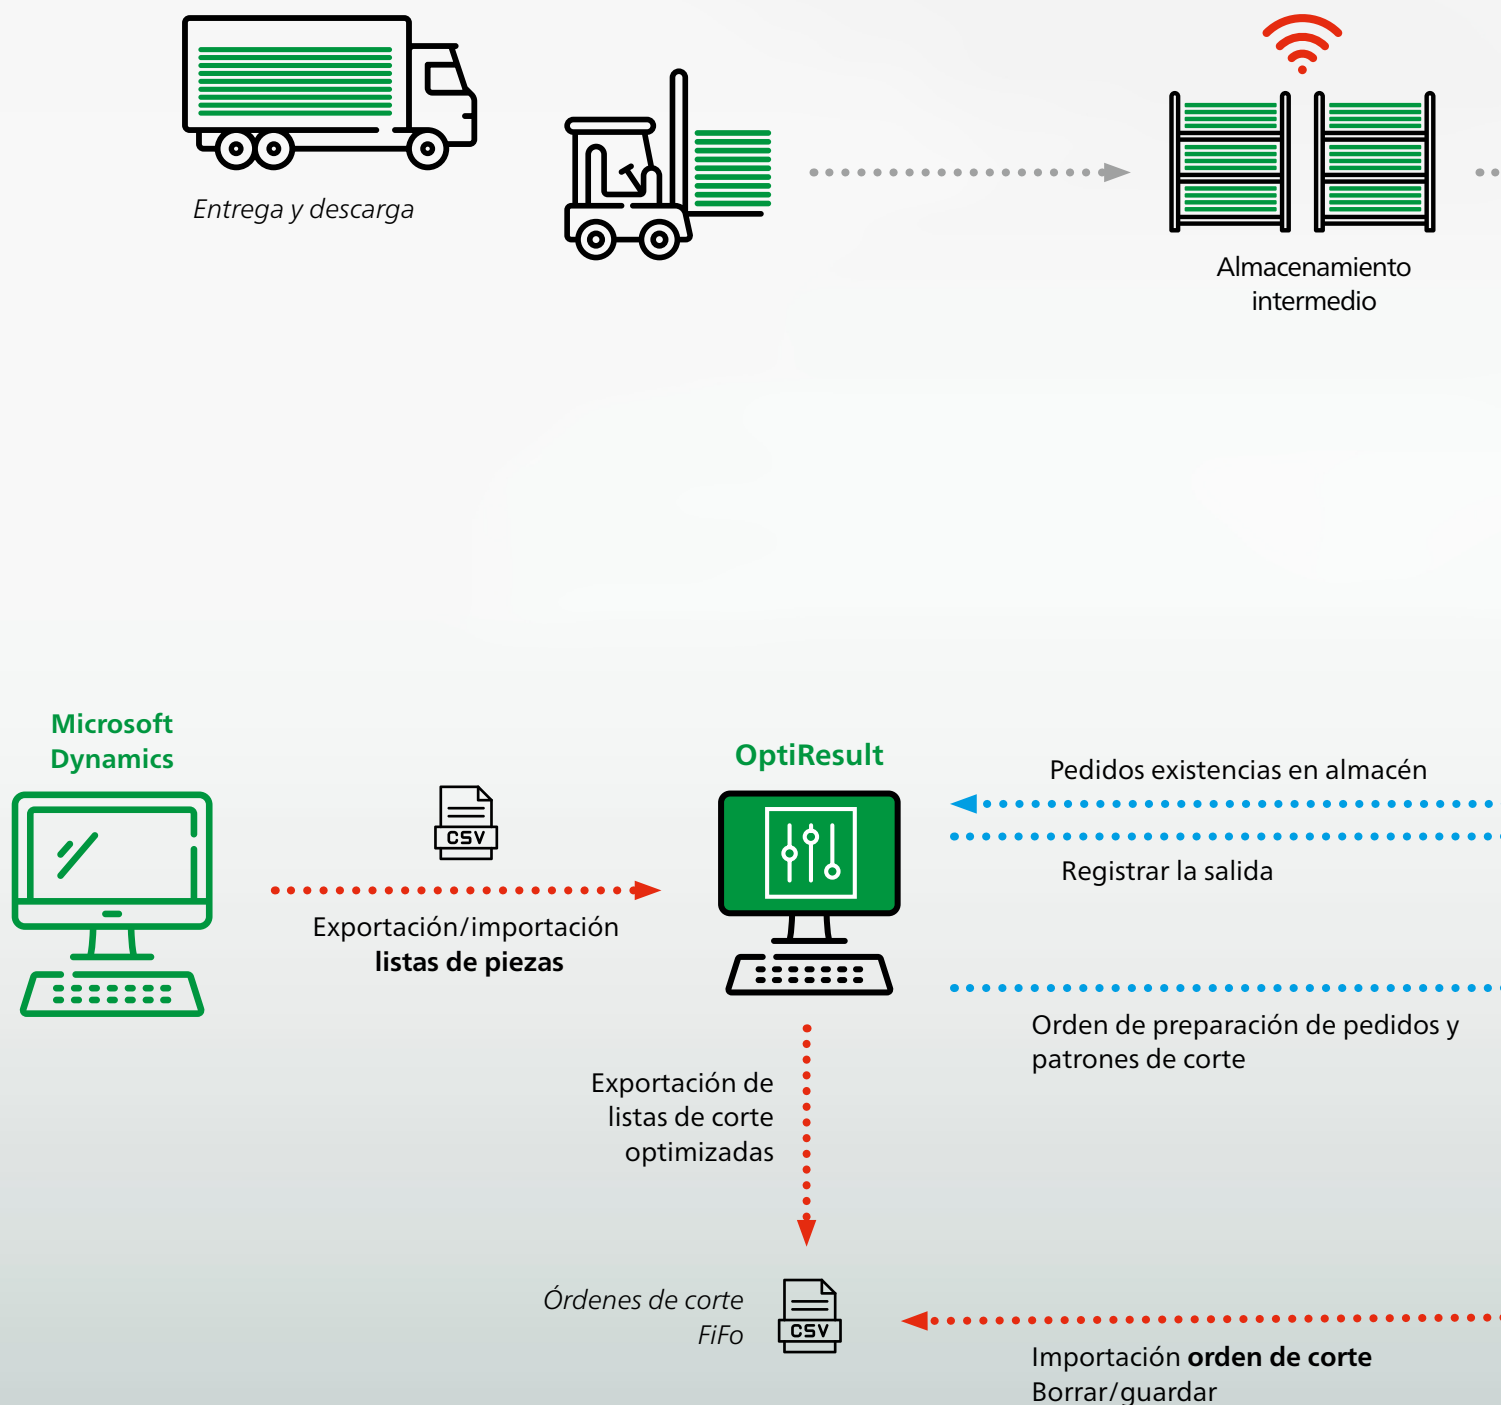 Entrega y descarga
Almacenamiento
intermedio
Microsoft
Dynamics
CSV
Exportación/importación
listas de piezas
OptiResult
Pedidos existencias en almacén
Registrar la salida
Orden de preparación de pedidos y
patrones de corte
Exportación de
listas de corte
optimizadas
Órdenes de corte
FiFo
CSV
Importación orden de corte
Borrar/guardar